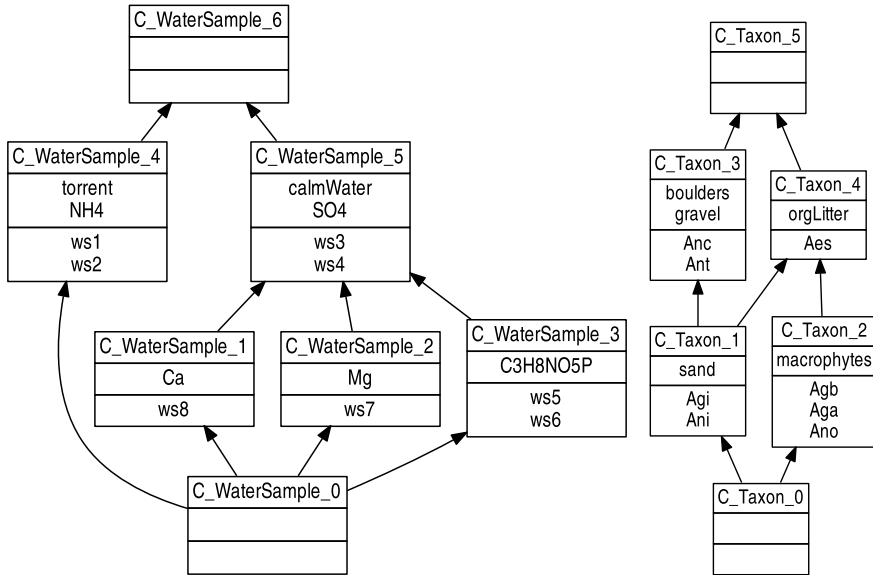 C_WaterSample_6
C_WaterSample_4
torrent
NH4
ws1
ws2
C_WaterSample_5
calmWater
SO4
ws3
ws4
C_WaterSample_1
Ca
ws8
C_WaterSample_2
Mg
ws7
C_WaterSample_3
C3H8NO5P
ws5
ws6
C_WaterSample_0
C_Taxon_5
C_Taxon_3
boulders
gravel
Anc
Ant
C_Taxon_4
orgLitter
Aes
C_Taxon_1
sand
Agi
Ani
C_Taxon_2
macrophytes
Agb
Aga
Ano
C_Taxon_0